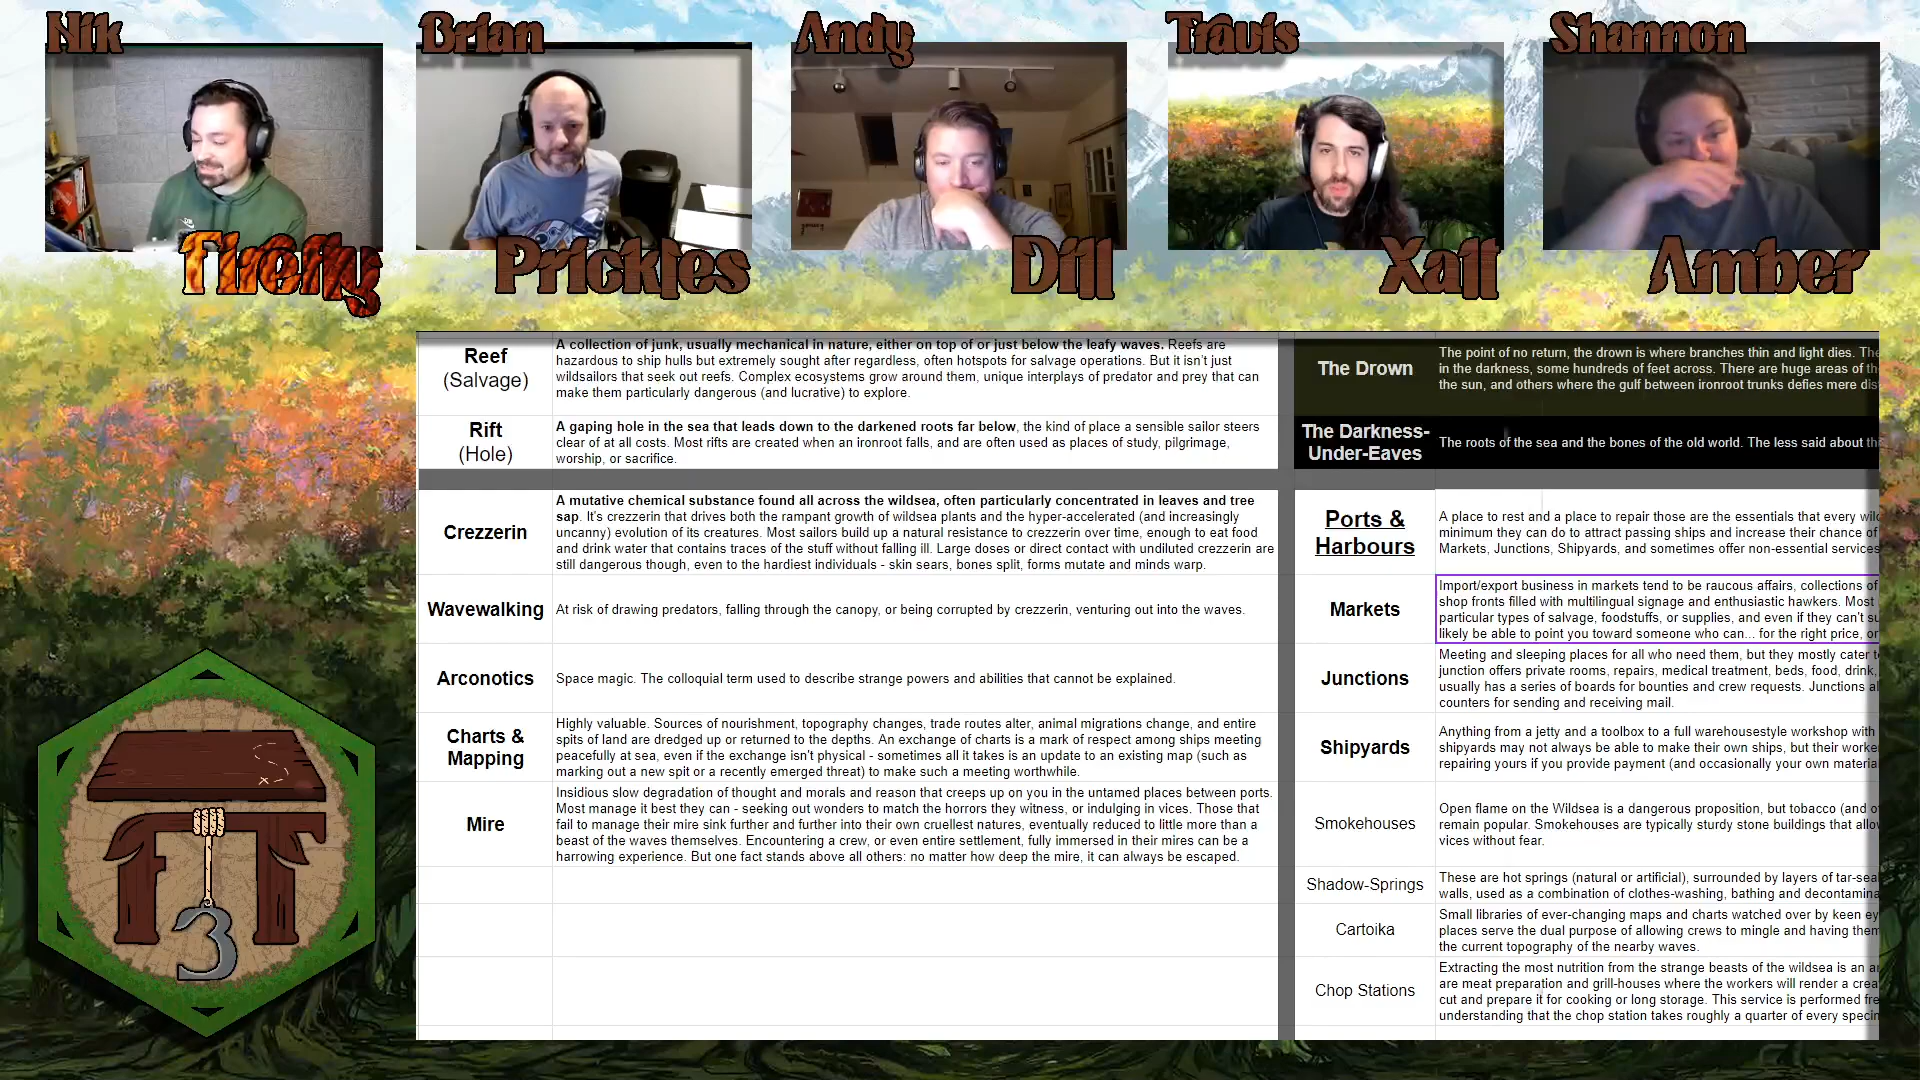 Nik
Brian
Andy
Travis
Shannon
Firefly
Prickles
Dill
Xall
Amber
Reef
(Salvage)
A collection of junk, usually mechanical in nature, either on top of or just below the leafy waves. Reefs are
hazardous to ship hulls but extremely sought after regardless, often hotspots for salvage operations. But it isn't just
wildsailors that seek out reefs. Complex ecosystems grow around them, unique interplays of predator and prey that can
make them particularly dangerous (and lucrative) to explore.
Rift
(Hole)
A gaping hole in the sea that leads down to the darkened roots far below, the kind of place a sensible sailor steers
clear of at all costs. Most rifts are created when an ironroot falls, and are often used as places of study, pilgrimage,
worship, or sacrifice.
Crezzerin
A mutative chemical substance found all across the wildsea, often particularly concentrated in leaves and tree
sap. It's crezzerin that drives both the rampant growth of wildsea plants and the hyper-accelerated (and increasingly
uncanny) evolution of its creatures. Most sailors build up a natural resistance to crezzerin over time, enough to eat food
and drink water that contains traces of the stuff without falling ill. Large doses or direct contact with undiluted crezzerin are
still dangerous though, even to the hardiest individuals - skin sears, bones split, forms mutate and minds warp.
Wavewalking
At risk of drawing predators, falling through the canopy, or being corrupted by crezzerin, venturing out into the waves.
Arconotics
Space magic. The colloquial term used to describe strange powers and abilities that cannot be explained.
Charts &
Mapping
Highly valuable. Sources of nourishment, topography changes, trade routes alter, animal migrations change, and entire
spits of land are dredged up or returned to the depths. An exchange of charts is a mark of respect among ships meeting
peacefully at sea, even if the exchange isn't physical - sometimes all it takes is an update to an existing map (such as
marking out a new spit or a recently emerged threat) to make such a meeting worthwhile.
Mire
Insidious slow degradation of thought and morals and reason that creeps up on you in the untamed places between ports.
Most manage it best they can - seeking out wonders to match the horrors they witness, or indulging in vices. Those that
fail to manage their mire sink further and further into their own cruellest natures, eventually reduced to little more than a
beast of the waves themselves. Encountering a crew, or even entire settlement, fully immersed in their mires can be a
harrowing experience. But one fact stands above all others: no matter how deep the mire, it can always be escaped.
The Drown
The point of no return, the drown is where branches thin and light dies.
in the darkness, some hundreds of feet across. There are huge areas of
the sun, and others where the gulf between ironroot trunks defies mere
The Darkness-
Under-Eaves
The roots of the sea and the bones of the old world. The less said about
Ports &
Harbours
A place to rest and a place to repair those are the essentials that every
minimum they can do to attract passing ships and increase their chance of
Markets, Junctions, Shipyards, and sometimes offer non-essential services
Markets
Import/export business in markets tend to be raucous affairs, collections of
shop fronts filled with multilingual signage and enthusiastic hawkers. Most
particular types of salvage, foodstuffs, or supplies, and even if they can't
likely be able to point you toward someone who can... for the right price, or
Junctions
Meeting and sleeping places for all who need them, but they mostly cater
junction offers private rooms, repairs, medical treatment, beds, food, drink,
usually has a series of boards for bounties and crew requests. Junctions
counters for sending and receiving mail.
Shipyards
Anything from a jetty and a toolbox to a full warehousestyle workshop with
shipyards may not always be able to make their own ships, but their
repairing yours if you provide payment (and occasionally your own
Smokehouses
Open flame on the Wildsea is a dangerous proposition, but tobacco (and
remain popular. Smokehouses are typically sturdy stone buildings that
vices without fear.
Shadow-Springs
These are hot springs (natural or artificial), surrounded by layers of
walls, used as a combination of clothes-washing, bathing and
Cartoika
Small libraries of ever-changing maps and charts watched over by keen
places serve the dual purpose of allowing crews to mingle and having
the current topography of the nearby waves.
Chop Stations
Extracting the most nutrition from the strange beasts of the wildsea is an
are meat preparation and grill-houses where the workers will render a
cut and prepare it for cooking or long storage. This service is performed
understanding that the chop station takes roughly a quarter of every
3